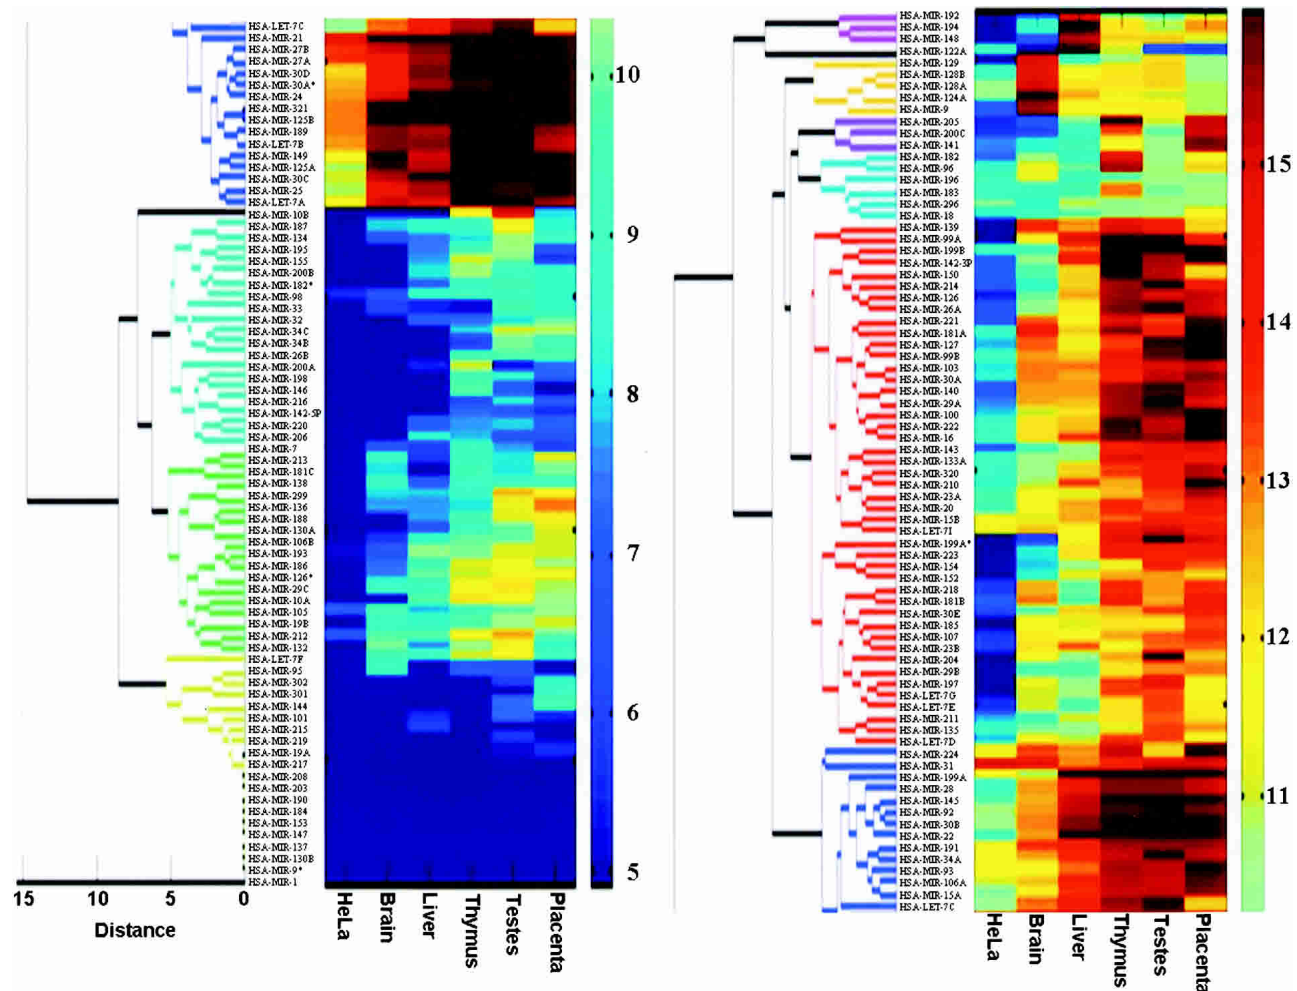 HSA-LET-7C
HSA-MIR-21
HSA-MIR-27B
HSA-MIR-27A
HSA-MIR-30D
HSA-MIR-30A*
HSA-MIR-24
HSA-MIR-321
HSA-MIR-125B
HSA-MIR-189
HSA-LET-7B
HSA-MIR-149
HSA-MIR-125A
HSA-MIR-30C
HSA-MIR-25
HSA-LET-7A
HSA-MIR-10B
HSA-MIR-187
HSA-MIR-134
HSA-MIR-195
HSA-MIR-155
HSA-MIR-200B
HSA-MIR-182*
HSA-MIR-98
HSA-MIR-33
HSA-MIR-32
HSA-MIR-34C
HSA-MIR-34B
HSA-MIR-26B
HSA-MIR-200A
HSA-MIR-198
HSA-MIR-146
HSA-MIR-216
HSA-MIR-142-5P
HSA-MIR-220
HSA-MIR-206
HSA-MIR-7
HSA-MIR-213
HSA-MIR-181C
HSA-MIR-138
HSA-MIR-299
HSA-MIR-136
HSA-MIR-188
HSA-MIR-130A
HSA-MIR-106B
HSA-MIR-193
HSA-MIR-186
HSA-MIR-126*
HSA-MIR-29C
HSA-MIR-10A
HSA-MIR-105
HSA-MIR-19B
HSA-MIR-212
HSA-MIR-132
HSA-LET-7F
HSA-MIR-95
HSA-MIR-302
HSA-MIR-301
HSA-MIR-144
HSA-MIR-101
HSA-MIR-215
HSA-MIR-219
HSA-MIR-19A
HSA-MIR-217
HSA-MIR-208
HSA-MIR-203
HSA-MIR-190
HSA-MIR-184
HSA-MIR-153
HSA-MIR-147
HSA-MIR-137
HSA-MIR-130B
HSA-MIR-9*
HSA-MIR-1
15 10 5 0
Distance
HeLa
Brain
Liver
Thymus
Testes
Placenta
10
9
8
7
6
5
HSA-MIR-192
HSA-MIR-194
HSA-MIR-148
HSA-MIR-122A
HSA-MIR-129
HSA-MIR-128B
HSA-MIR-128A
HSA-MIR-124A
HSA-MIR-9
HSA-MIR-205
HSA-MIR-200C
HSA-MIR-141
HSA-MIR-182
HSA-MIR-96
HSA-MIR-196
HSA-MIR-183
HSA-MIR-296
HSA-MIR-18
HSA-MIR-139
HSA-MIR-99A
HSA-MIR-199B
HSA-MIR-142-3P
HSA-MIR-150
HSA-MIR-214
HSA-MIR-126
HSA-MIR-26A
HSA-MIR-221
HSA-MIR-181A
HSA-MIR-127
HSA-MIR-99B
HSA-MIR-103
HSA-MIR-30A
HSA-MIR-140
HSA-MIR-29A
HSA-MIR-100
HSA-MIR-222
HSA-MIR-16
HSA-MIR-143
HSA-MIR-133A
HSA-MIR-320
HSA-MIR-210
HSA-MIR-23A
HSA-MIR-20
HSA-MIR-15B
HSA-LET-7I
HSA-MIR-199A*
HSA-MIR-223
HSA-MIR-154
HSA-MIR-152
HSA-MIR-218
HSA-MIR-181B
HSA-MIR-30E
HSA-MIR-185
HSA-MIR-107
HSA-MIR-23B
HSA-MIR-204
HSA-MIR-29B
HSA-MIR-197
HSA-LET-7G
HSA-LET-7E
HSA-MIR-211
HSA-MIR-135
HSA-LET-7D
HSA-MIR-224
HSA-MIR-31
HSA-MIR-199A
HSA-MIR-28
HSA-MIR-145
HSA-MIR-92
HSA-MIR-30B
HSA-MIR-22
HSA-MIR-191
HSA-MIR-34A
HSA-MIR-93
HSA-MIR-106A
HSA-MIR-15A
HSA-LET-7C
HeLa
Brain
Liver
Thymus
Testes
Placenta
15
14
13
12
11